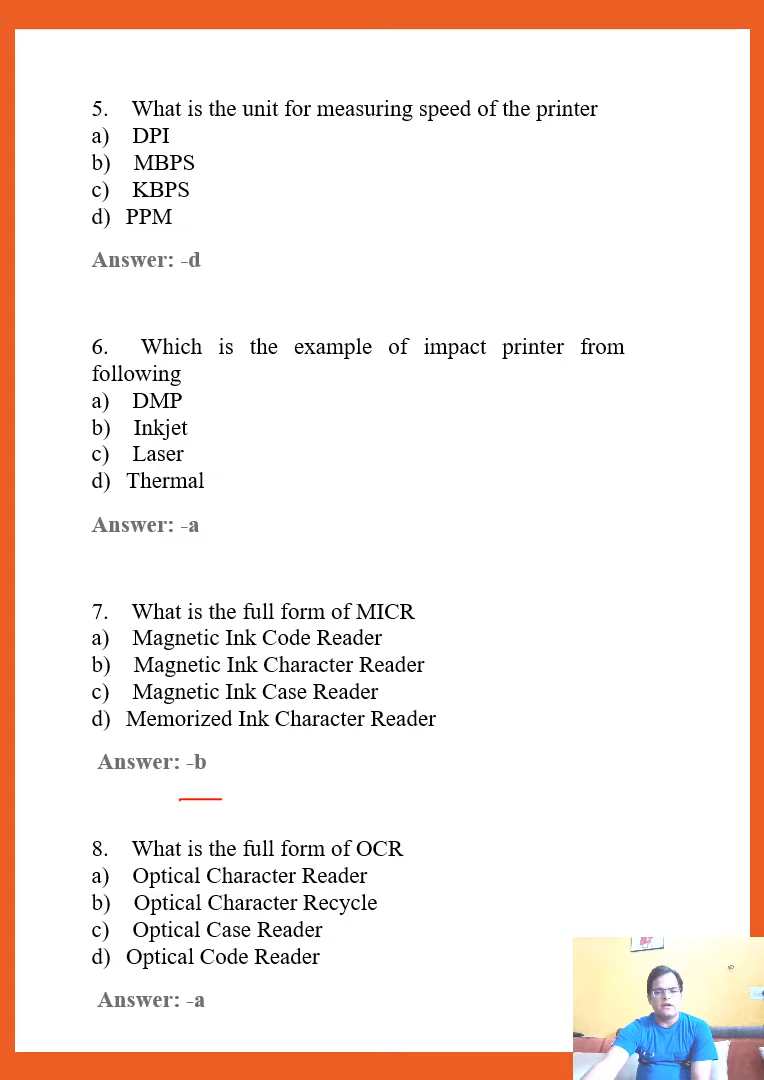 5. What is the unit for measuring speed of the printer
a) DPI
b) MBPS
c) KBPS
d) PPM
Answer: -d
6. Which is the example of impact printer from
following
a) DMP
b) Inkjet
c) Laser
d) Thermal
Answer: -a
7. What is the full form of MICR
a) Magnetic Ink Code Reader
b) Magnetic Ink Character Reader
c) Magnetic Ink Case Reader
d) Memorized Ink Character Reader
Answer: -b
8. What is the full form of OCR
a) Optical Character Reader
b) Optical Character Recycle
c) Optical Case Reader
d) Optical Code Reader
Answer: -a